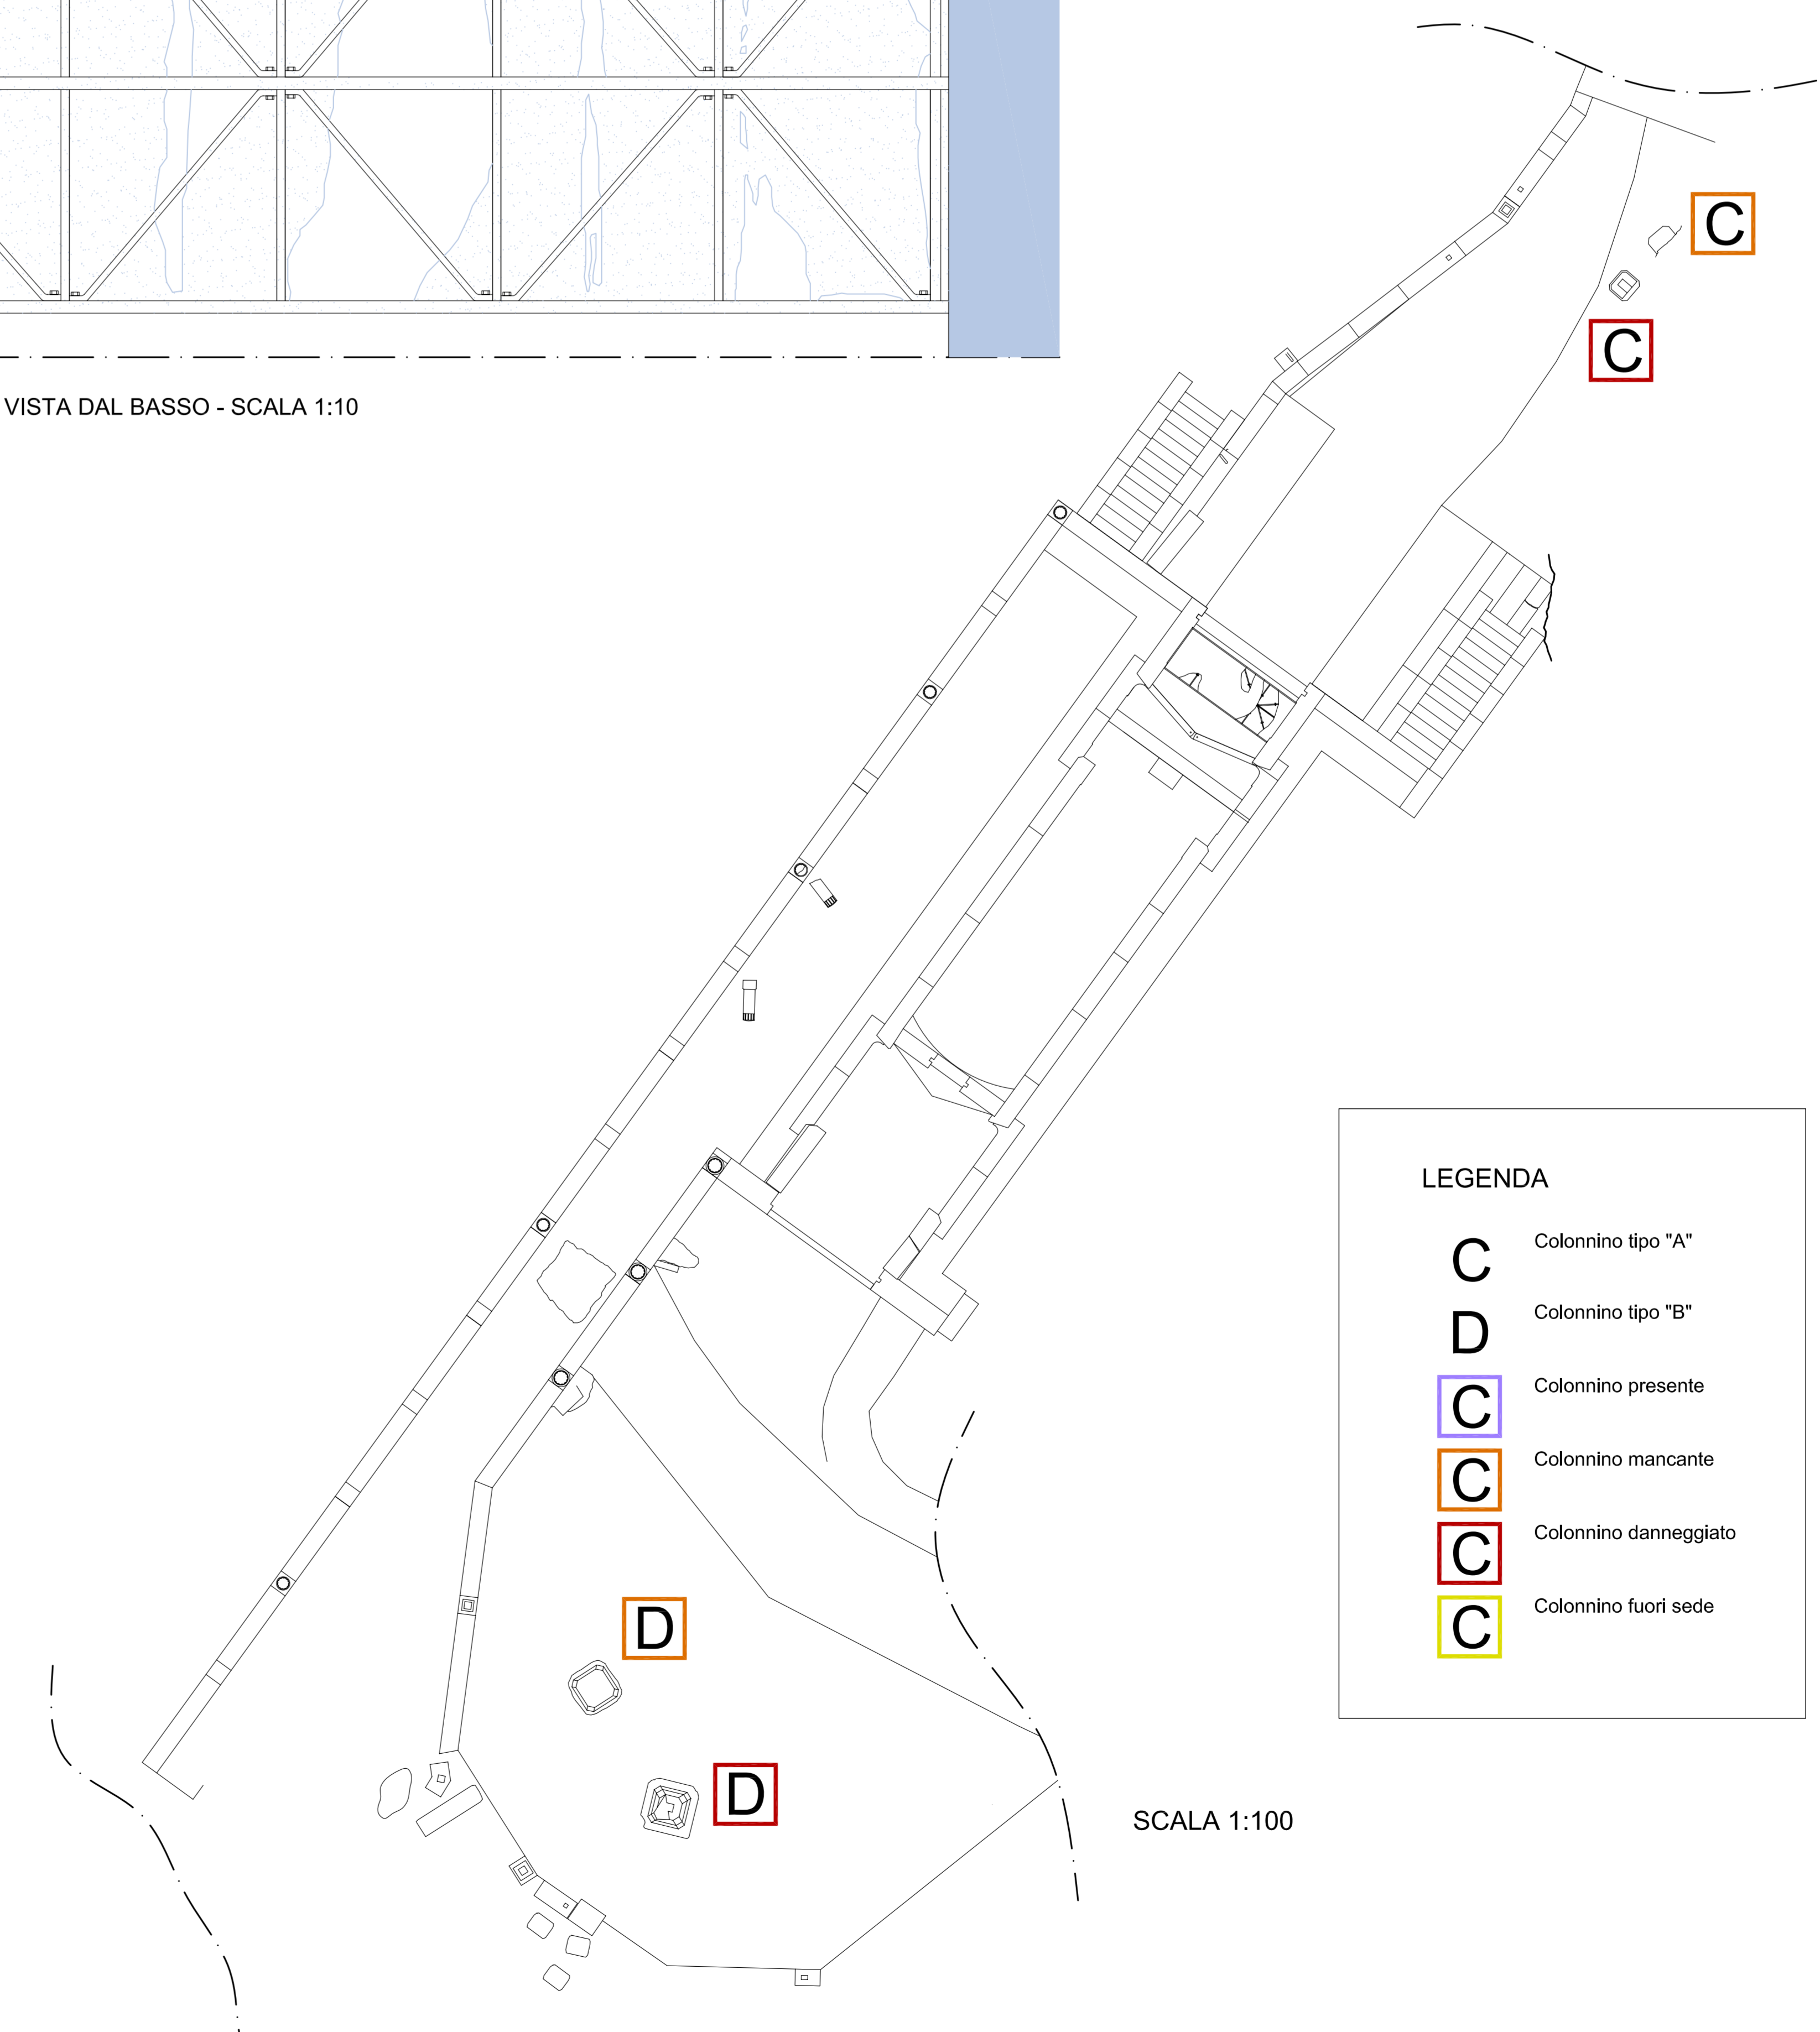 VISTA DAL BASSO - SCALA 1:10
C
C
LEGENDA
C Colonnino tipo "A"
D Colonnino tipo "B"
C Colonnino presente
C Colonnino mancante
C Colonnino danneggiato
C Colonnino fuori sede
D
D
SCALA 1:100